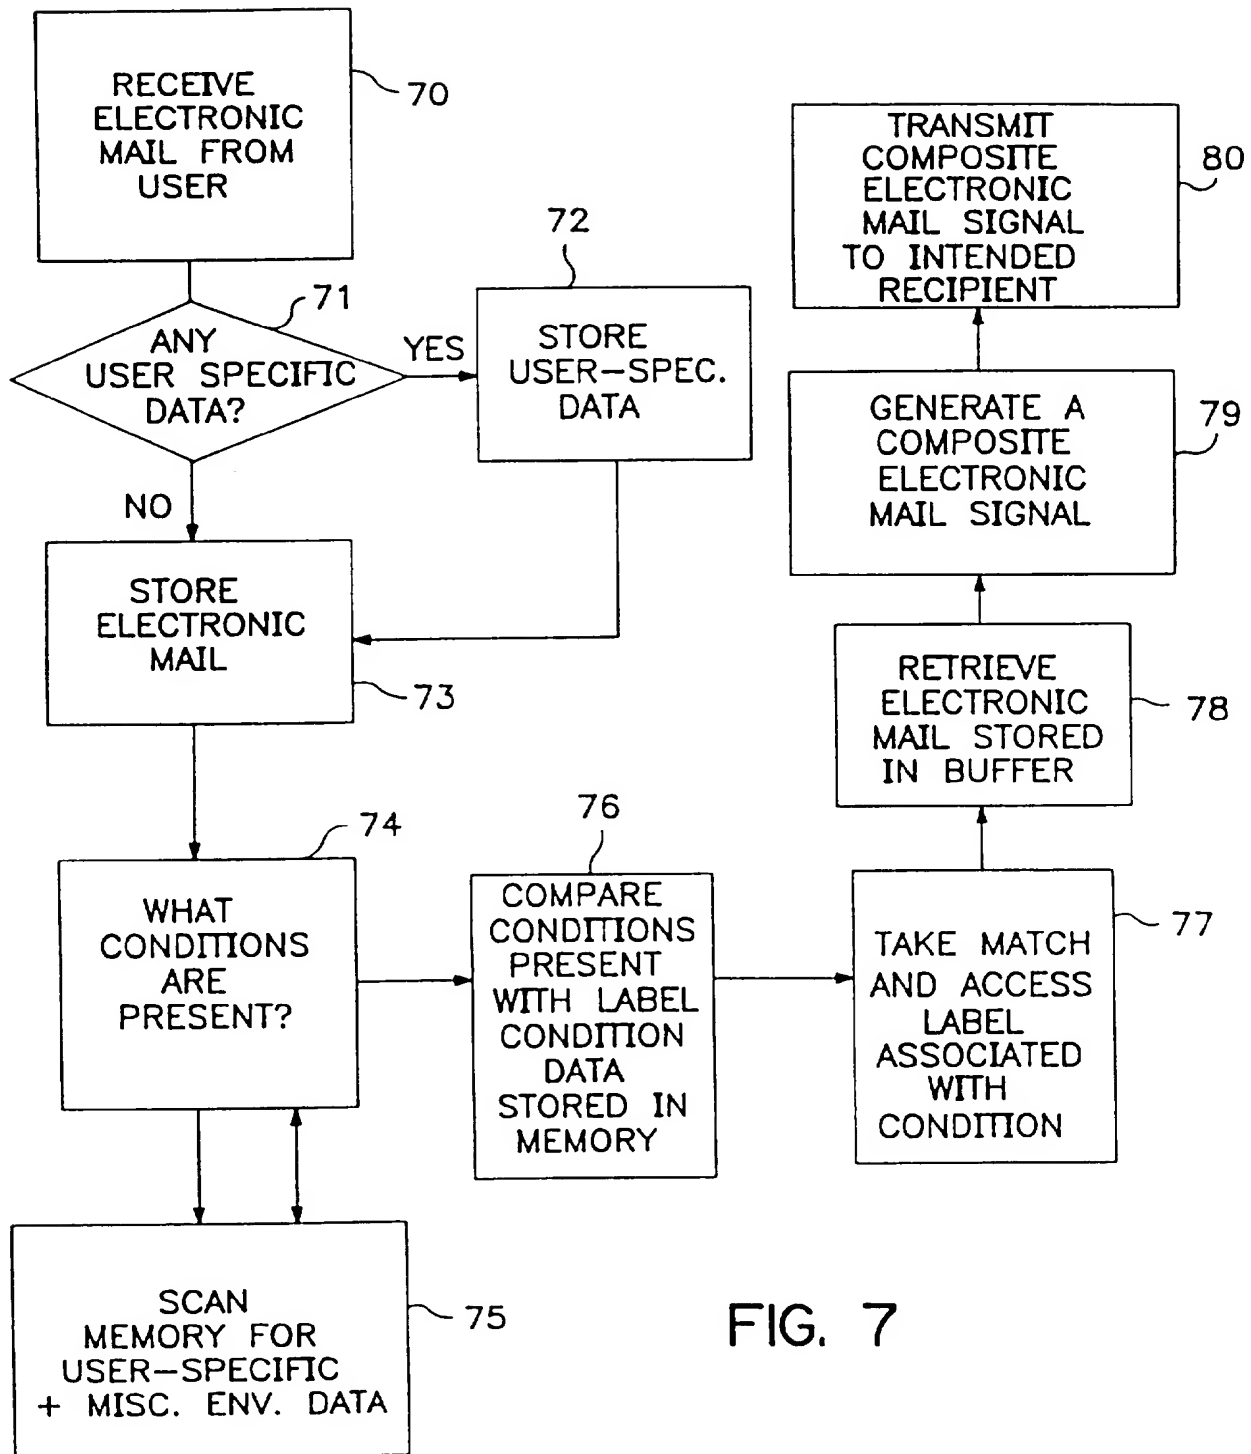 RECEIVE
ELECTRONIC
MAIL FROM
USER
70
ANY
USER SPECIFIC
DATA?
71
YES
NO
STORE
USER-SPEC.
DATA
72
STORE
ELECTRONIC
MAIL
73
WHAT
CONDITIONS
ARE
PRESENT?
74
SCAN
MEMORY FOR
USER-SPECIFIC
+ MISC. ENV. DATA
75
COMPARE
CONDITIONS
PRESENT
WITH LABEL
CONDITION
DATA
STORED IN
MEMORY
76
TAKE MATCH
AND ACCESS
LABEL
ASSOCIATED
WITH
CONDITION
77
RETRIEVE
ELECTRONIC
MAIL STORED
IN BUFFER
78
GENERATE A
COMPOSITE
ELECTRONIC
MAIL SIGNAL
79
TRANSMIT
COMPOSITE
ELECTRONIC
MAIL SIGNAL
TO INTENDED
RECIPIENT
80
FIG. 7